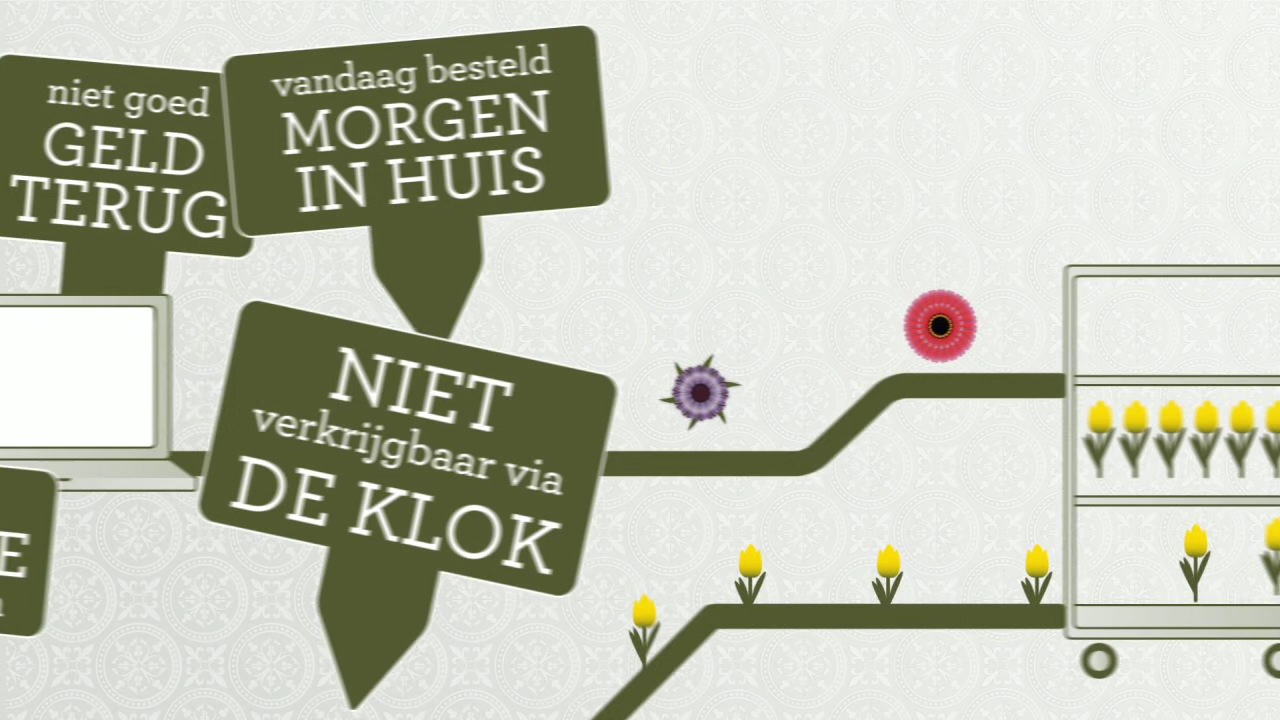 niet goed
GELD
TERUG
vandaag besteld
MORGEN
IN HUIS
NIET
verkrijgbaar via
DE KLOK